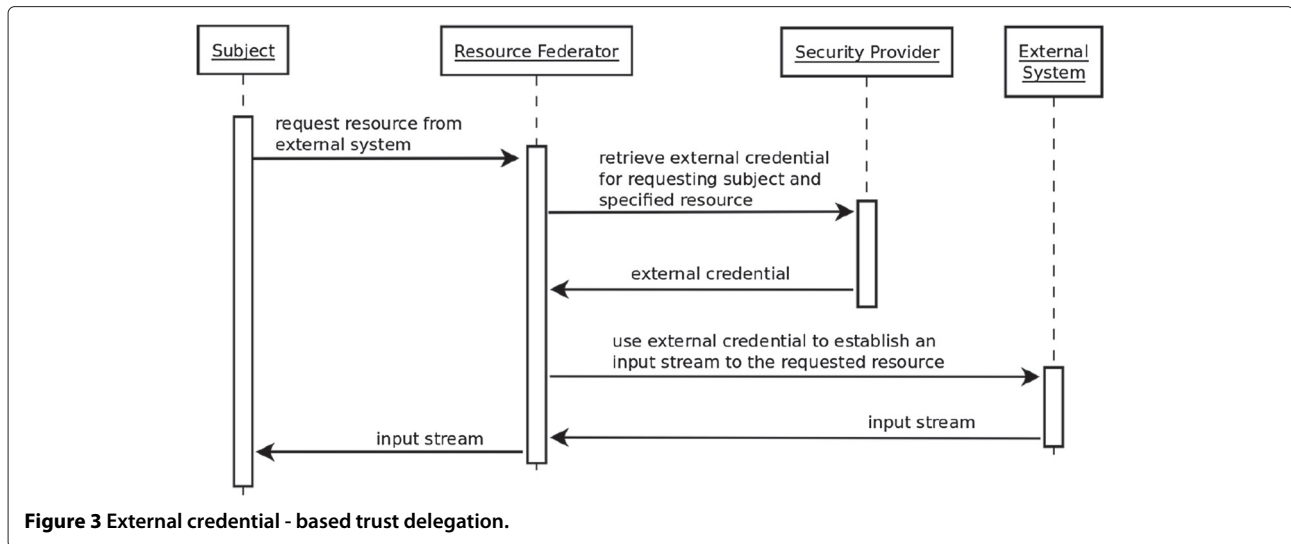 Subject
Resource Federator
Security Provider
External
System
request resource from
external system
retrieve external credential
for requesting subject and
specified resource
external credential
use external credential to establish an
input stream to the requested resource
input stream
input stream
Figure 3 External credential - based trust delegation.